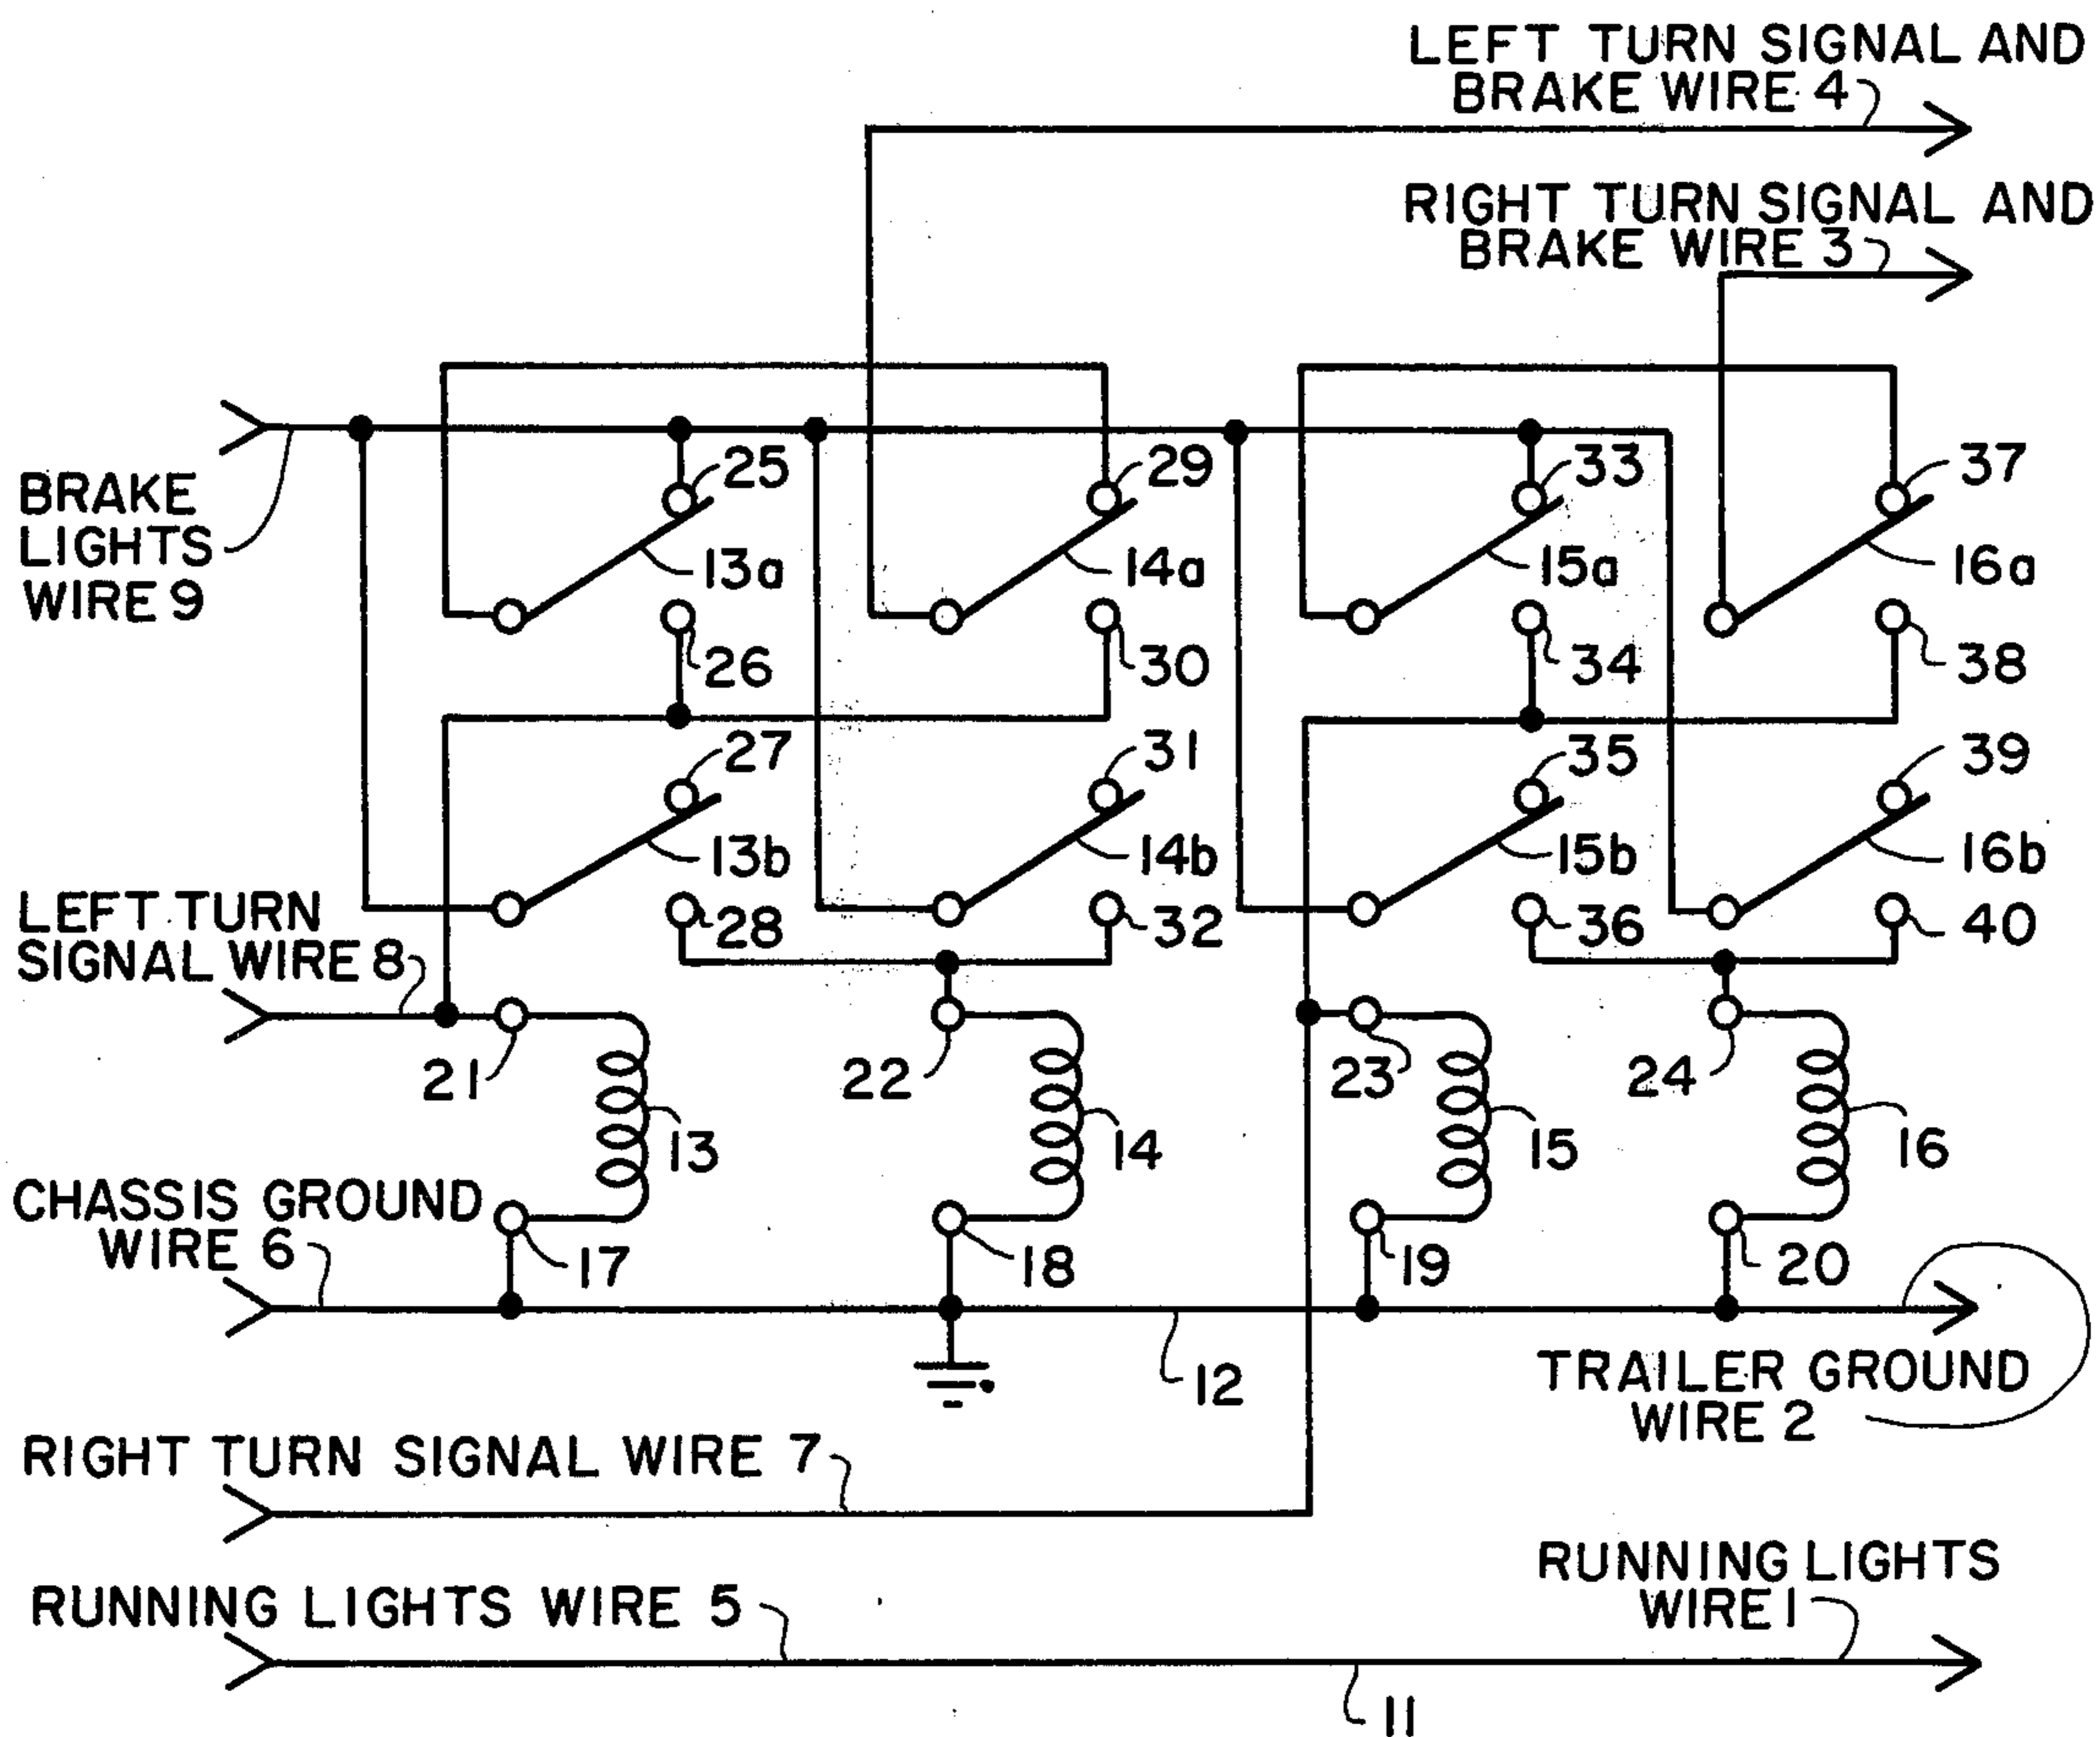 LEFT TURN SIGNAL AND
BRAKE WIRE 4
RIGHT TURN SIGNAL AND
BRAKE WIRE 3
25
29
33
37
BRAKE
LIGHTS
WIRE 9
13a
14a
15a
16a
26
30
34
38
27
31
35
39
13b
14b
15b
16b
LEFT TURN
SIGNAL WIRE 8
28
32
36
40
21
22
23
24
13
14
15
16
CHASSIS GROUND
WIRE 6
17
18
19
20
12
TRAILER GROUND
WIRE 2
RIGHT TURN SIGNAL WIRE 7
RUNNING LIGHTS
WIRE 1
RUNNING LIGHTS WIRE 5
11